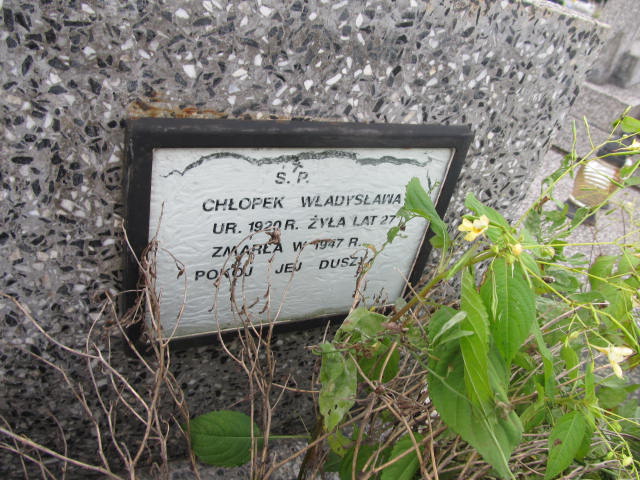 Ś.P.
CHŁOPEK WŁADYSŁAWA
UR. 1920 R. ŻYŁA LAT 27
ZMARŁA W 1947 R.
POKÓJ JEJ DUSZY